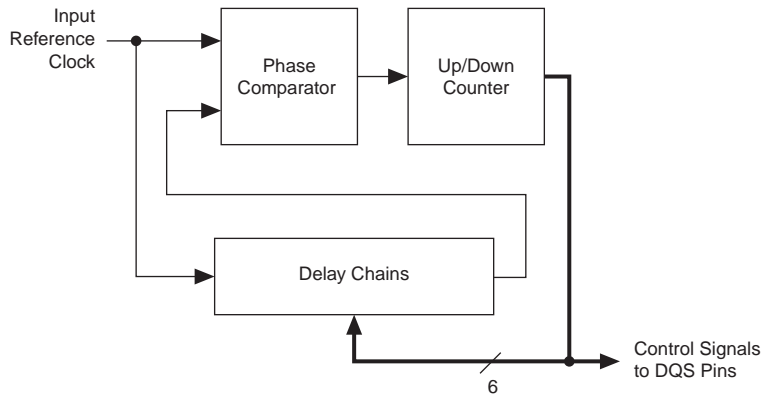 Input
Reference
Clock
Phase
Comparator
Up/Down
Counter
Delay Chains
6
Control Signals
to DQS Pins